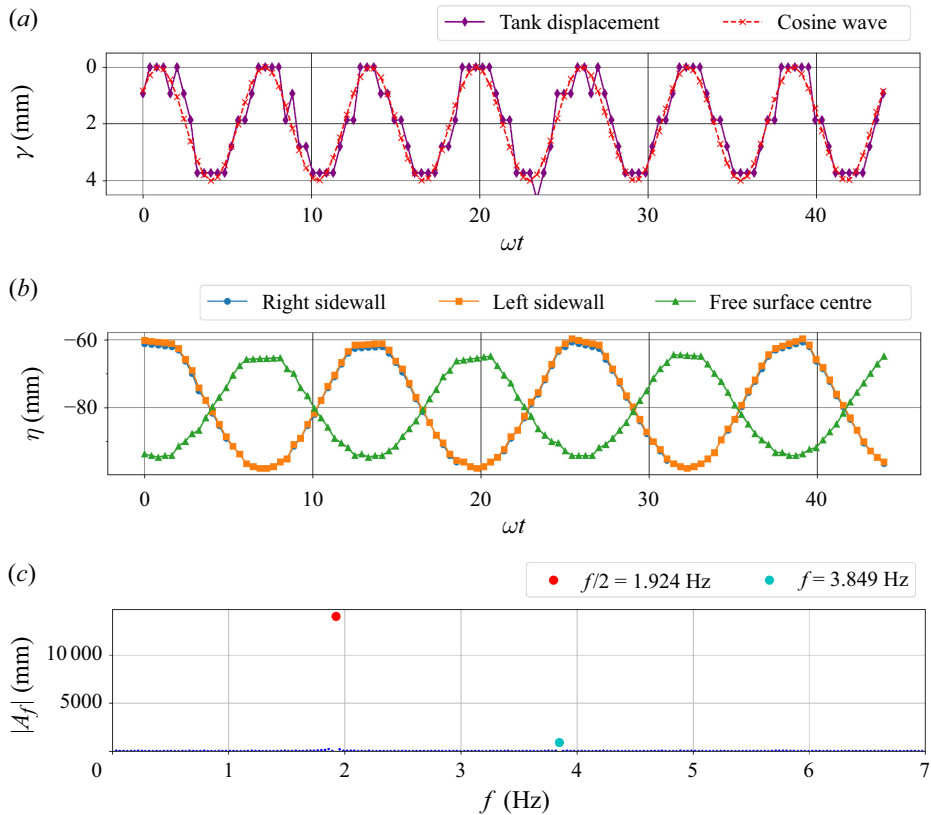 (a)
Tank displacement
Cosine wave
0
2
4
γ (mm)
0
10
20
30
40
ωt
(b)
Right sidewall
Left sidewall
Free surface centre
−60
−80
η (mm)
0
10
20
30
40
ωt
(c)
f/2 = 1.924 Hz
f = 3.849 Hz
10 000
5000
|Af| (mm)
0
1
2
3
4
5
6
7
f (Hz)